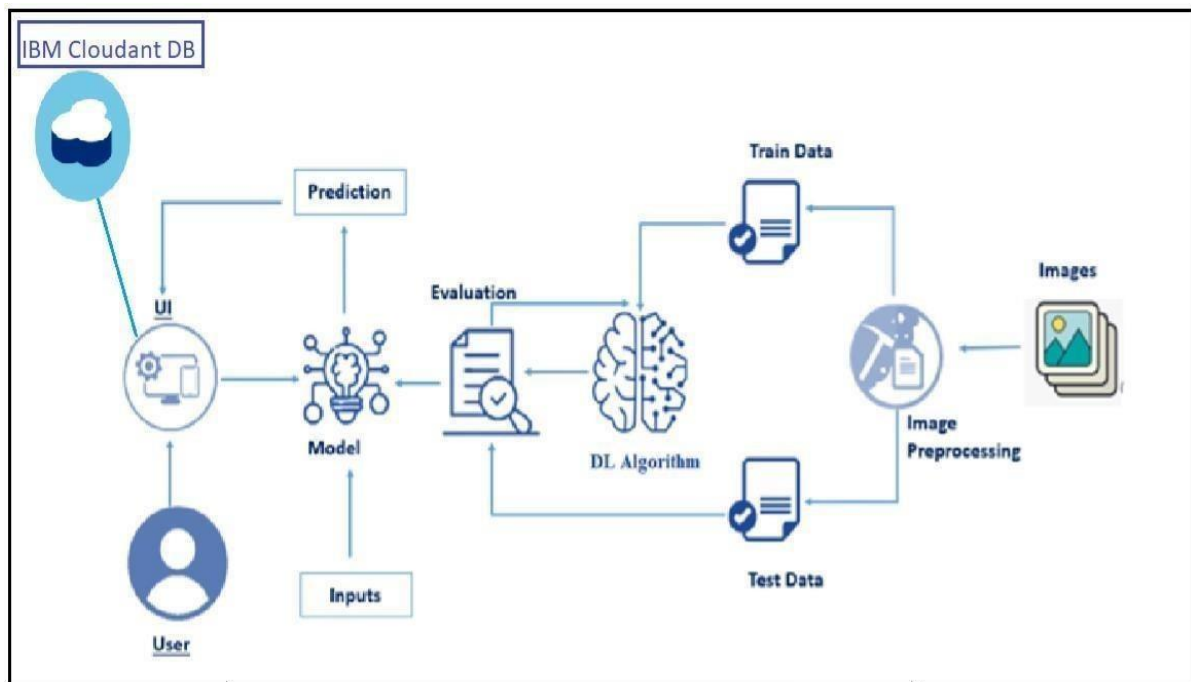 IBM Cloudant DB
Train Data
Prediction
Images
Evaluation
UI
Image
Preprocessing
Model
DL Algorithm
Test Data
Inputs
User